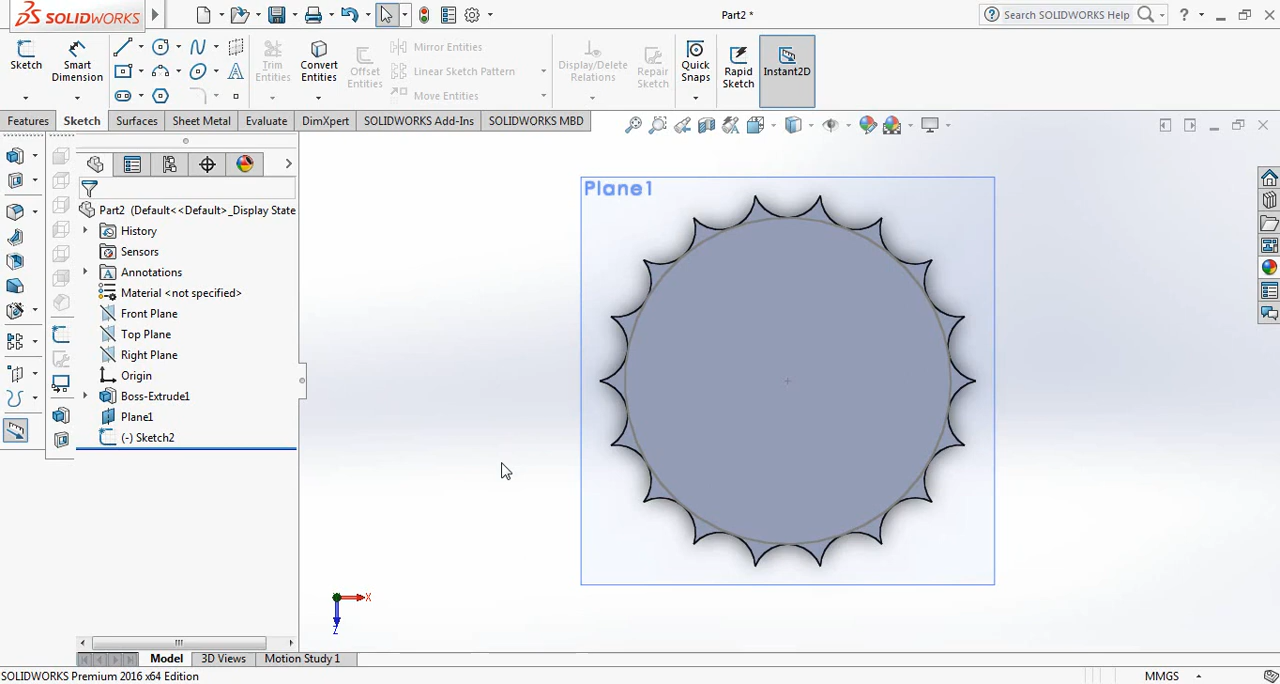 SOLIDWORKS
Part2 *
Search SOLIDWORKS Help
?
Sketch
Smart Dimension
Trim Entities
Convert Entities
Offset Entities
Mirror Entities
Linear Sketch Pattern
Move Entities
Display/Delete Relations
Repair Sketch
Quick Snaps
Rapid Sketch
Instant2D
Features
Sketch
Surfaces
Sheet Metal
Evaluate
DimXpert
SOLIDWORKS Add-Ins
SOLIDWORKS MBD
Part2 (Default<<Default>_Display State
History
Sensors
Annotations
Material <not specified>
Front Plane
Top Plane
Right Plane
Origin
Boss-Extrude1
Plane1
(-) Sketch2
Plane1
X
Z
Model
3D Views
Motion Study 1
SOLIDWORKS Premium 2016 x64 Edition
MMGS